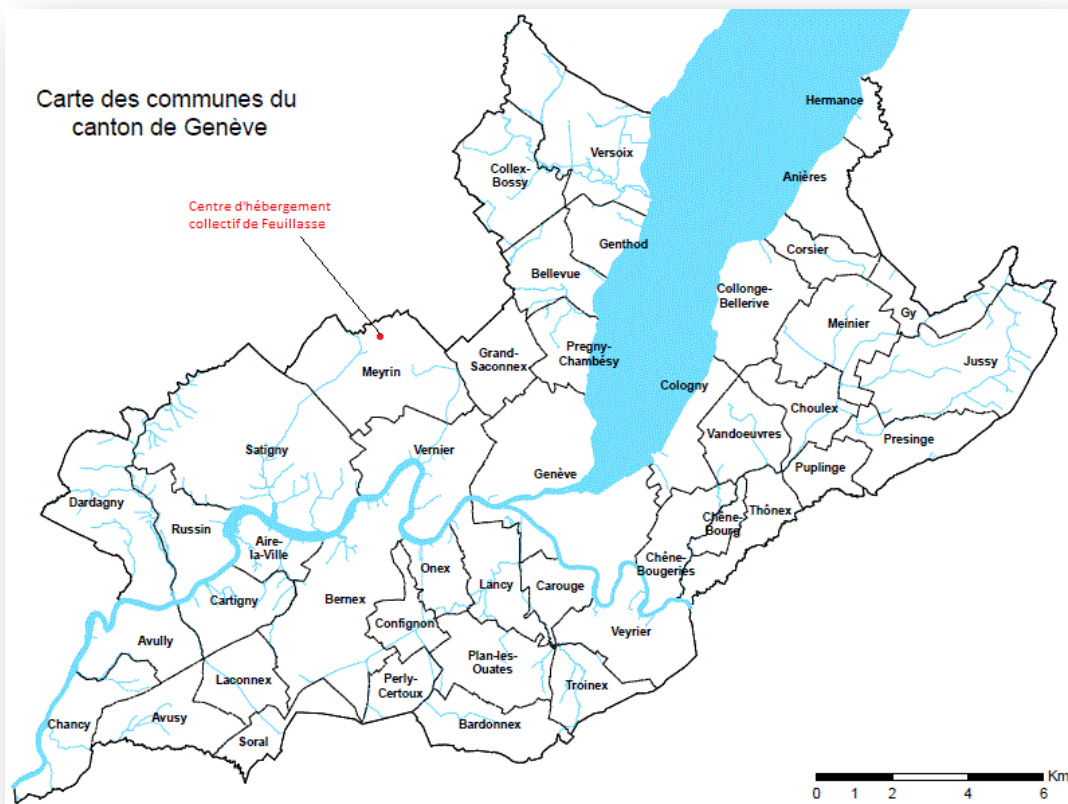 Carte des communes du
canton de Genève
Centre d'hébergement
collectif de Feuillasse
Hermance
Versoix
Collex-
Bossy
Anières
Genthod
Corsier
Bellevue
Collonge-
Bellerive
Gy
Meinier
Pregny-
Chambésy
Grand-
Saconnex
Jussy
Meyrin
Cologny
Choulex
Vandoeuvres
Presinge
Satigny
Vernier
Puplinge
Genève
Dardagny
Thônex
Chêne-
Bourg
Russin
Aire-
la-Ville
Chêne-
Bougeries
Onex
Lancy
Carouge
Bernex
Cartigny
Confignon
Veyrier
Avully
Plan-les-
Ouates
Laconnex
Perly-
Certoux
Troinex
Chancy
Avusy
Bardonnex
Soral
Km
0 2 4 6